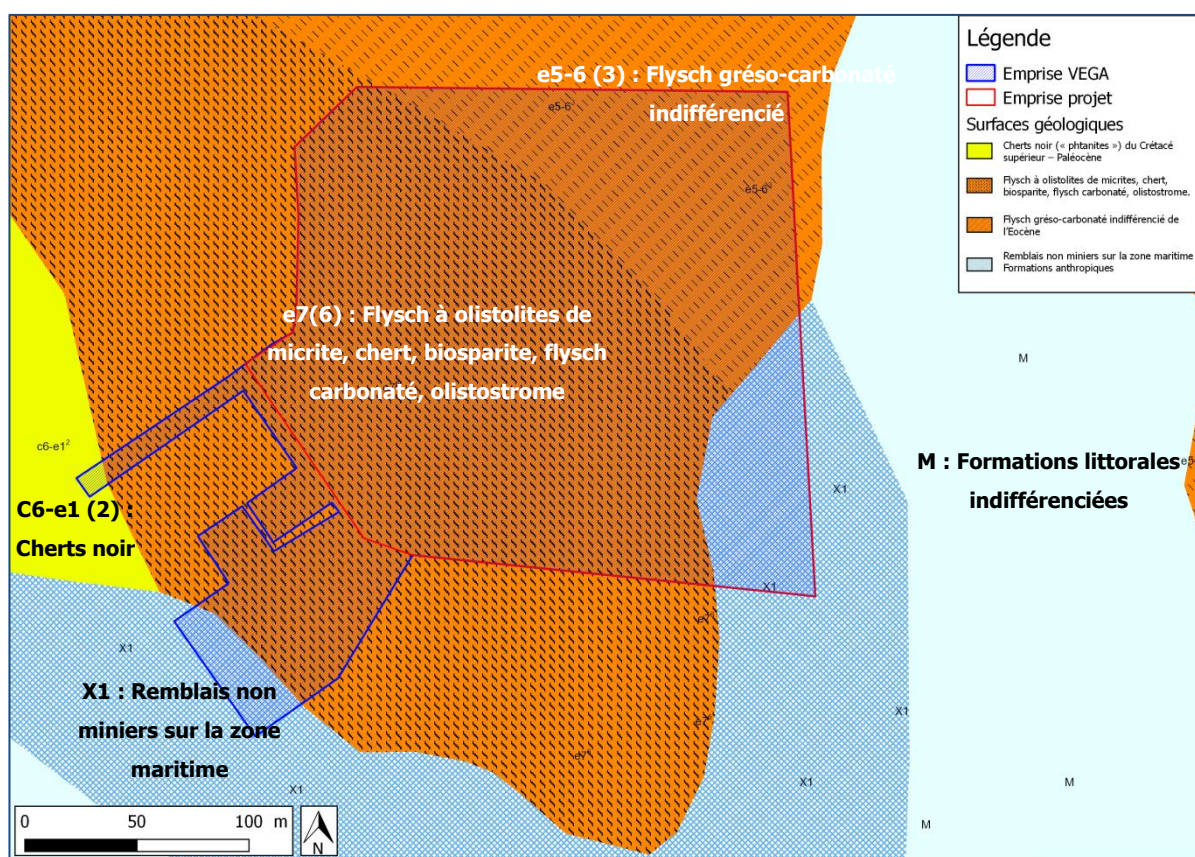 e5-6 (3) : Flysch gréso-carbonaté
indifférencié
e5-6
e5-6³
Légende
Emprise VEGA
Emprise projet
Surfaces géologiques
Cherts noir (« phtanites ») du Crétacé
supérieur – Paléocène
Flysch à olistolites de micrites, chert,
biosparite, flysch carbonaté, olistostrome.
Flysch gréso-carbonaté indifférencié de
l'Eocène
Remblais non miniers sur la zone maritime
Formations anthropiques
e7(6) : Flysch à olistolites de
micrite, chert, biosparite, flysch
carbonaté, olistostrome
M
c6-e1²
M : Formations littorales
indifférenciées
X1
C6-e1 (2) :
Cherts noir
X1
X1
X1 : Remblais non
miniers sur la zone
maritime
X1
e7⁶
X1
X1
M
M
0 50 100 m
N